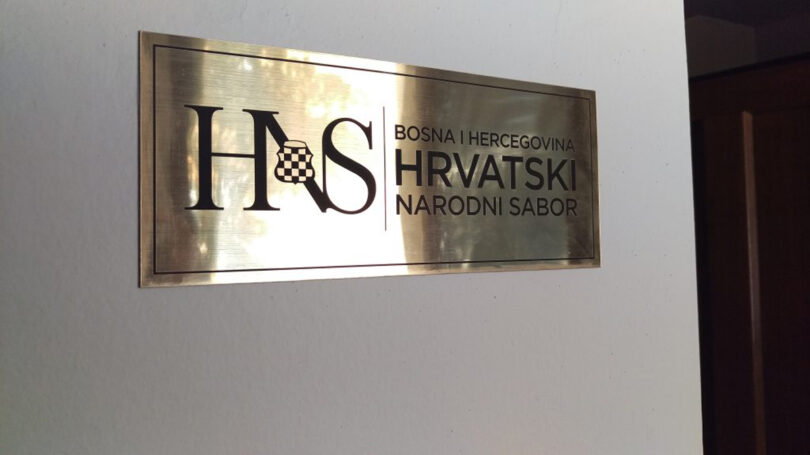 HNS
BOSNA I HERCEGOVINA
HRVATSKI
NARODNI SABOR